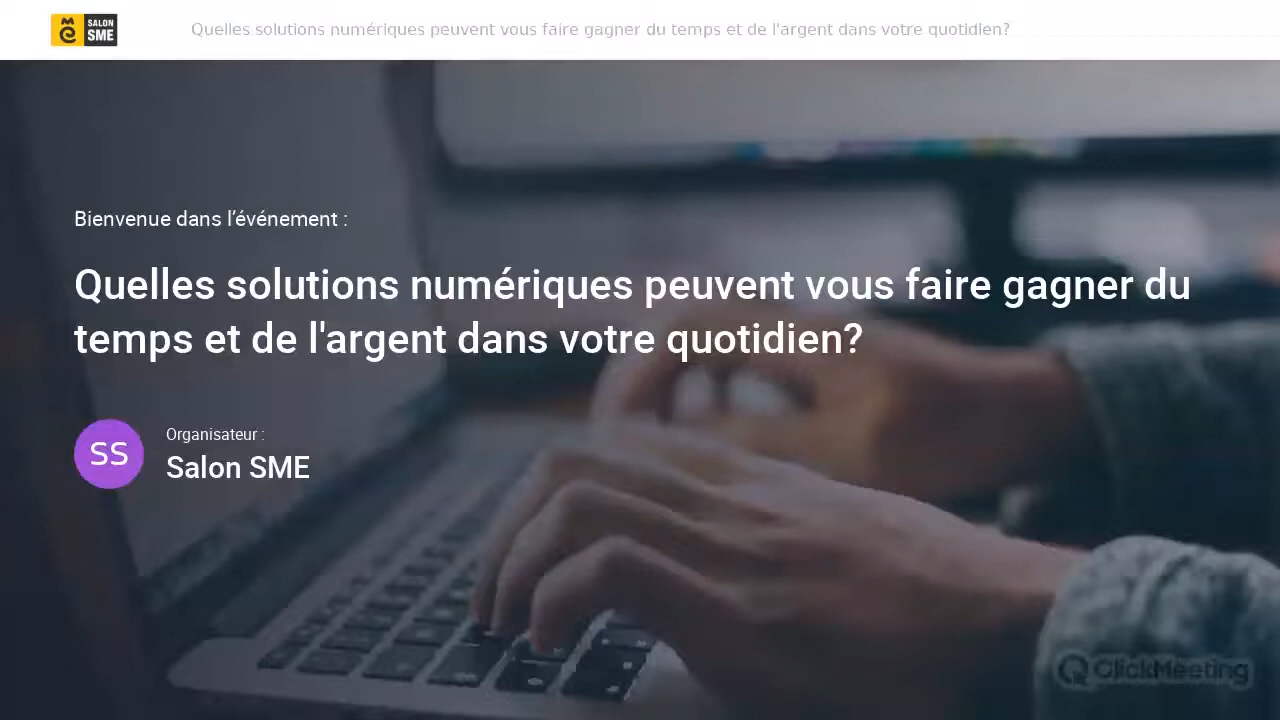 SALON
SME
Quelles solutions numériques peuvent vous faire gagner du temps et de l'argent dans votre quotidien?
Bienvenue dans l’événement :
Quelles solutions numériques peuvent vous faire gagner du
temps et de l'argent dans votre quotidien?
SS
Organisateur :
Salon SME
ClickMeeting